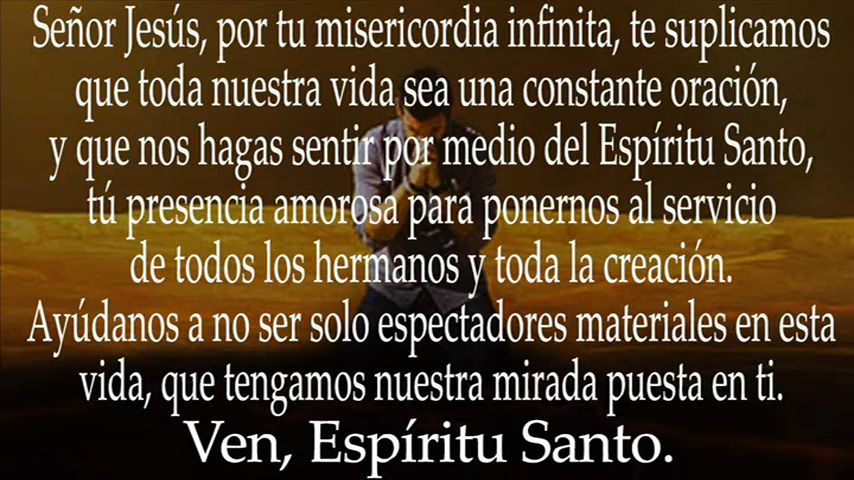 Señor Jesús, por tu misericordia infinita, te suplicamos
que toda nuestra vida sea una constante oración,
y que nos hagas sentir por medio del Espíritu Santo,
tú presencia amorosa para ponernos al servicio
de todos los hermanos y toda la creación.
Ayúdanos a no ser solo espectadores materiales en esta
vida, que tengamos nuestra mirada puesta en ti.
Ven, Espíritu Santo.